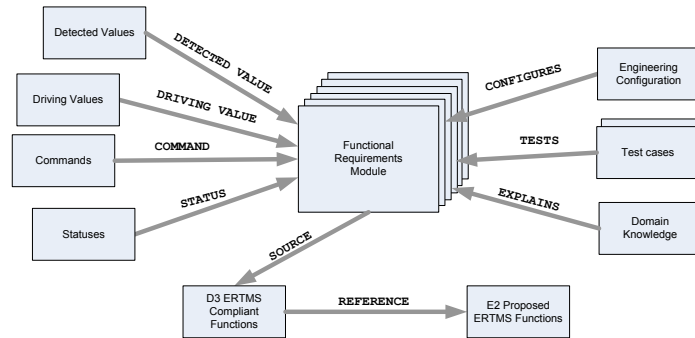 Detected Values
DETECTED VALUE
Engineering
Configuration
CONFIGURES
Driving Values
DRIVING VALUE
Functional
Requirements
Module
Commands
COMMAND
TESTS
Test cases
STATUS
EXPLAINS
Statuses
Domain
Knowledge
SOURCE
D3 ERTMS
Compliant
Functions
REFERENCE
E2 Proposed
ERTMS Functions